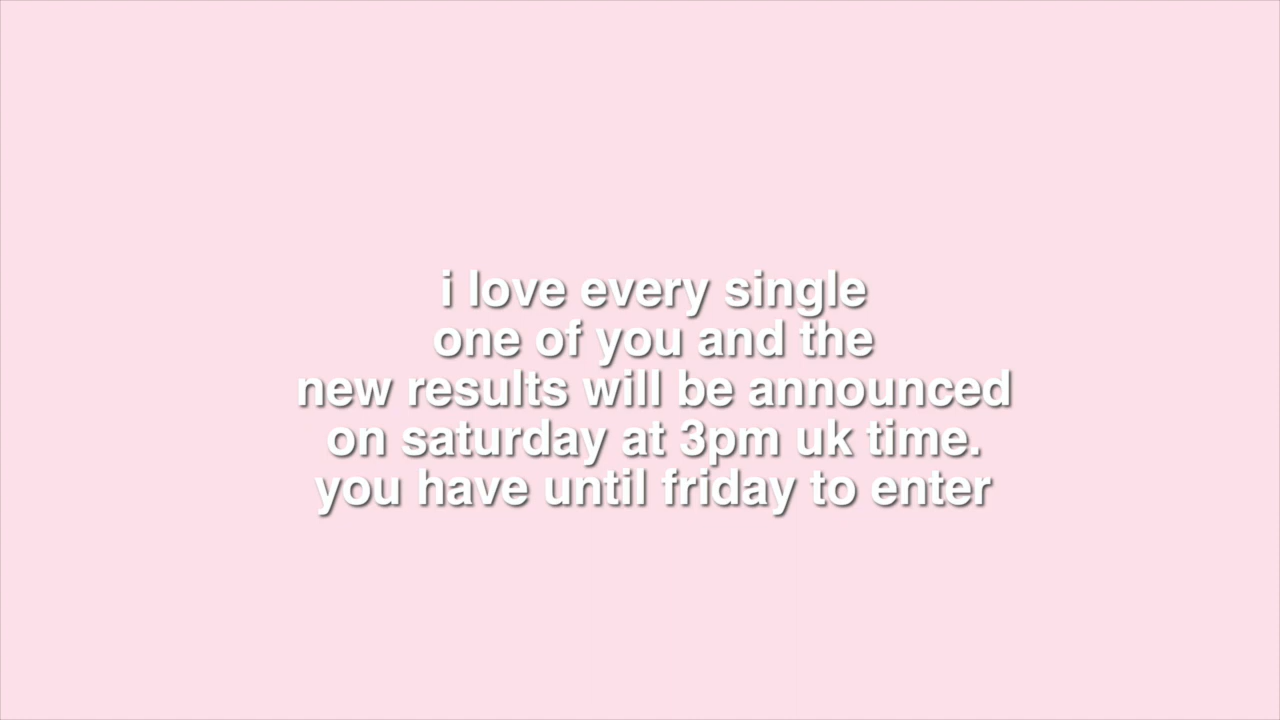 i love every single
one of you and the
new results will be announced
on saturday at 3pm uk time.
you have until friday to enter